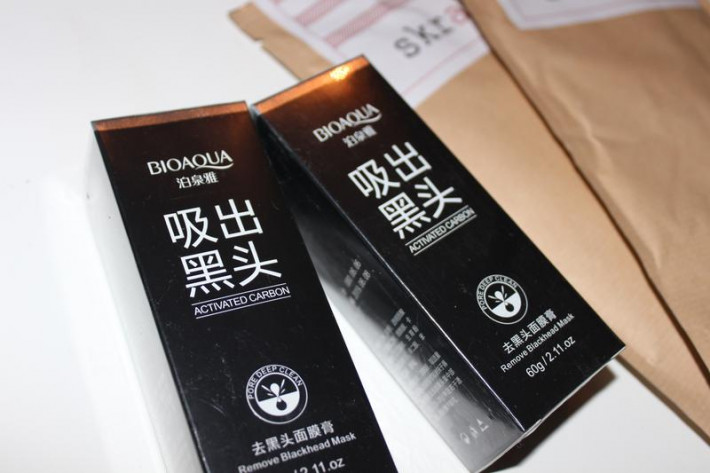 BIOAQUA
泊泉雅
吸出
黑头
ACTIVATED CARBON
PORE DEEP CLEAN
去黑头面膜膏
Remove Blackhead Mask
2.11.oz
BIOAQUA
泊泉雅
吸出
黑头
ACTIVATED CARBON
PORE DEEP CLEAN
去黑头面膜膏
Remove Blackhead Mask
60g / 2.11.oz
skr